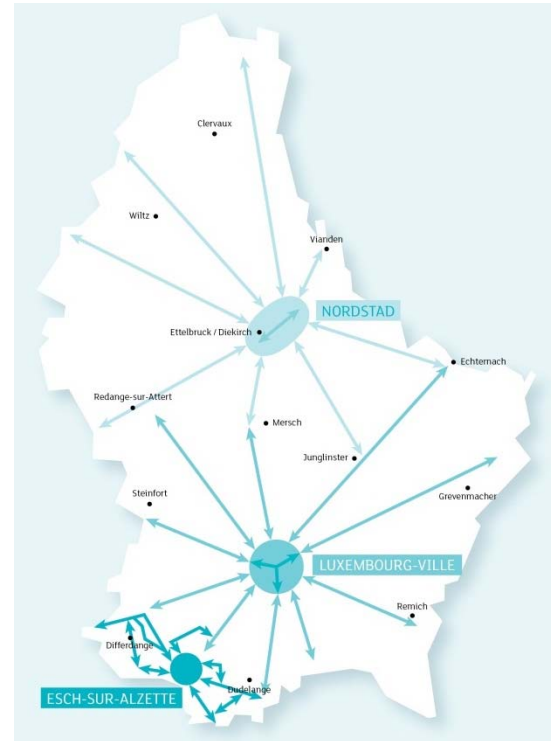 Clervaux
Wiltz
Vianden
NORDSTAD
Ettelbruck / Diekirch
Echternach
Redange-sur-Attert
Mersch
Junglinster
Steinfort
Grevenmacher
LUXEMBOURG-VILLE
Remich
Differdange
Dudelange
ESCH-SUR-ALZETTE